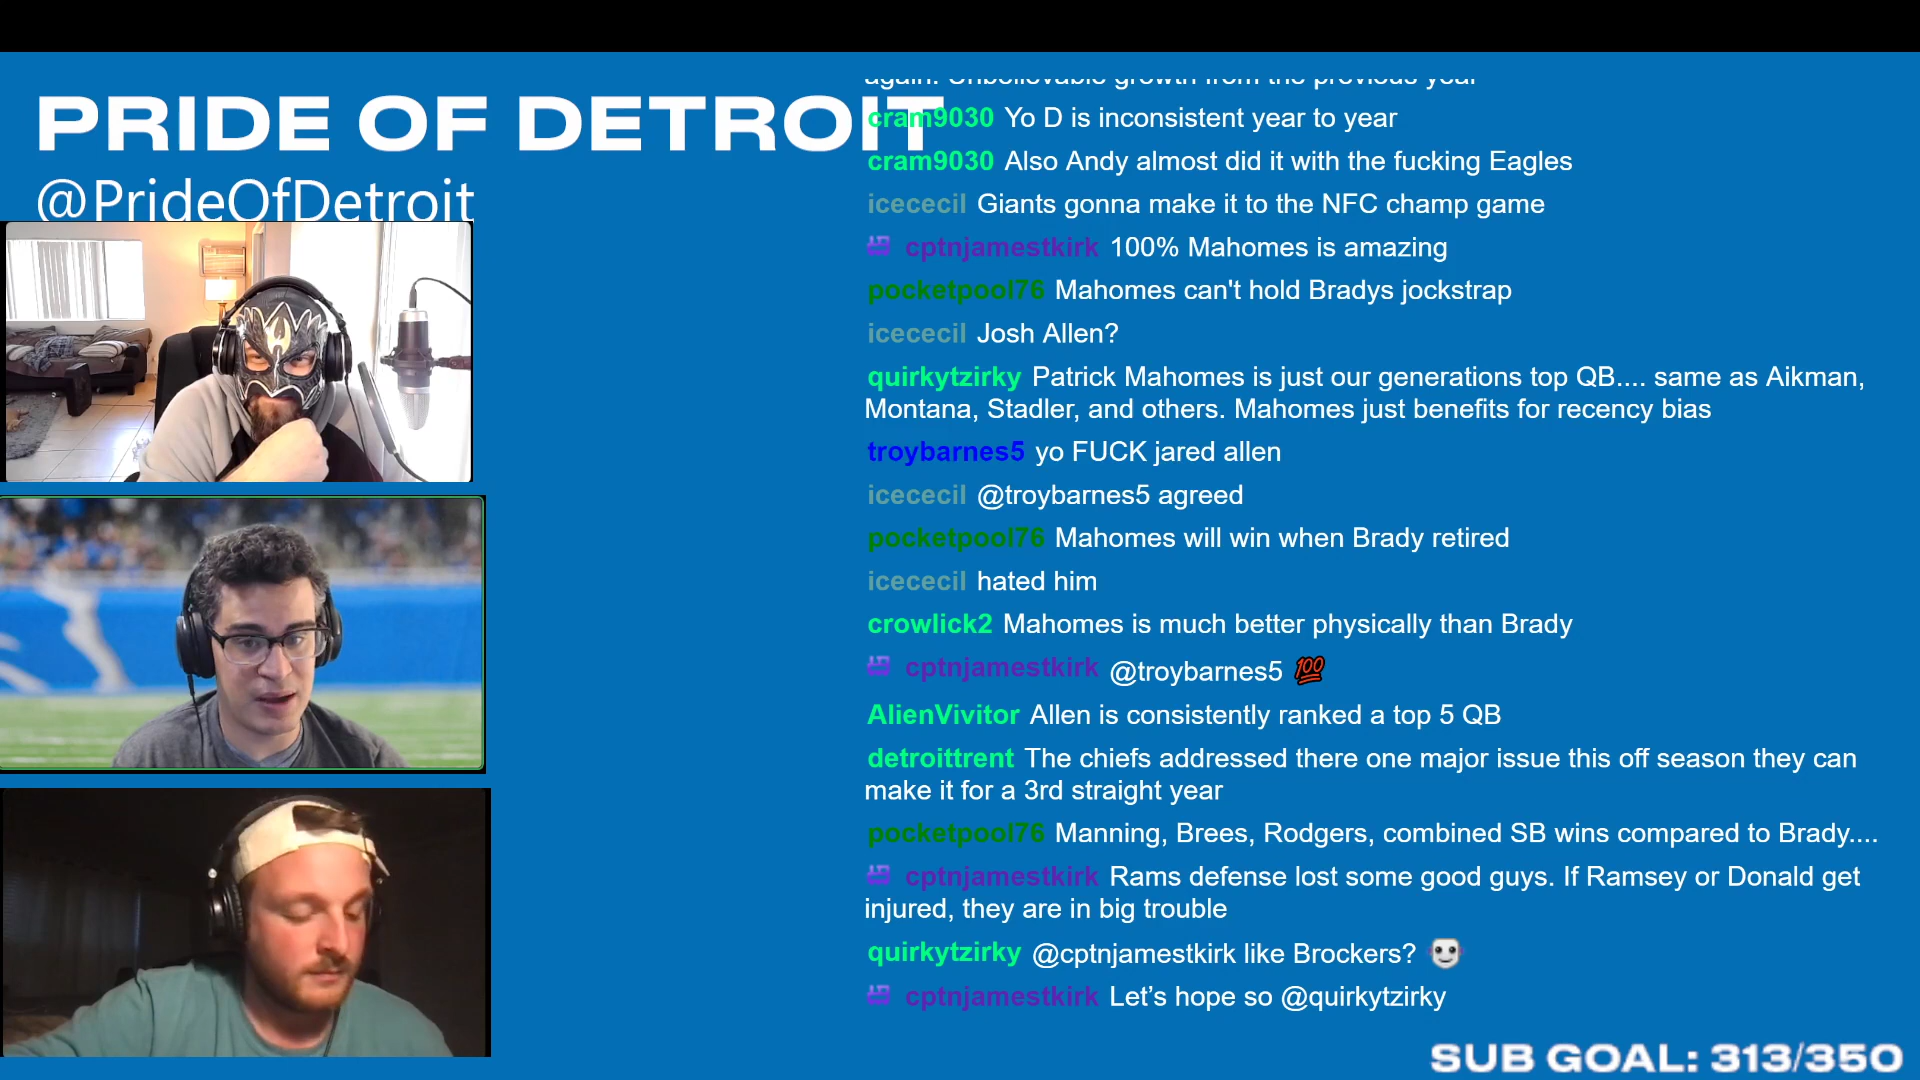 again. Unbelievable growth from the previous year
PRIDE OF DETROIT
@PrideOfDetroit
cram9030 Yo D is inconsistent year to year
cram9030 Also Andy almost did it with the fucking Eagles
icececil Giants gonna make it to the NFC champ game
cptnjamestkirk 100% Mahomes is amazing
pocketpool76 Mahomes can't hold Bradys jockstrap
icececil Josh Allen?
quirkytzirky Patrick Mahomes is just our generations top QB.... same as Aikman,
Montana, Stadler, and others. Mahomes just benefits for recency bias
troybarnes5 yo FUCK jared allen
icececil @troybarnes5 agreed
pocketpool76 Mahomes will win when Brady retired
icececil hated him
crowlick2 Mahomes is much better physically than Brady
cptnjamestkirk @troybarnes5 💯
AlienVivitor Allen is consistently ranked a top 5 QB
detroittrent The chiefs addressed there one major issue this off season they can
make it for a 3rd straight year
pocketpool76 Manning, Brees, Rodgers, combined SB wins compared to Brady....
cptnjamestkirk Rams defense lost some good guys. If Ramsey or Donald get
injured, they are in big trouble
quirkytzirky @cptnjamestkirk like Brockers?
cptnjamestkirk Let’s hope so @quirkytzirky
SUB GOAL: 313/350